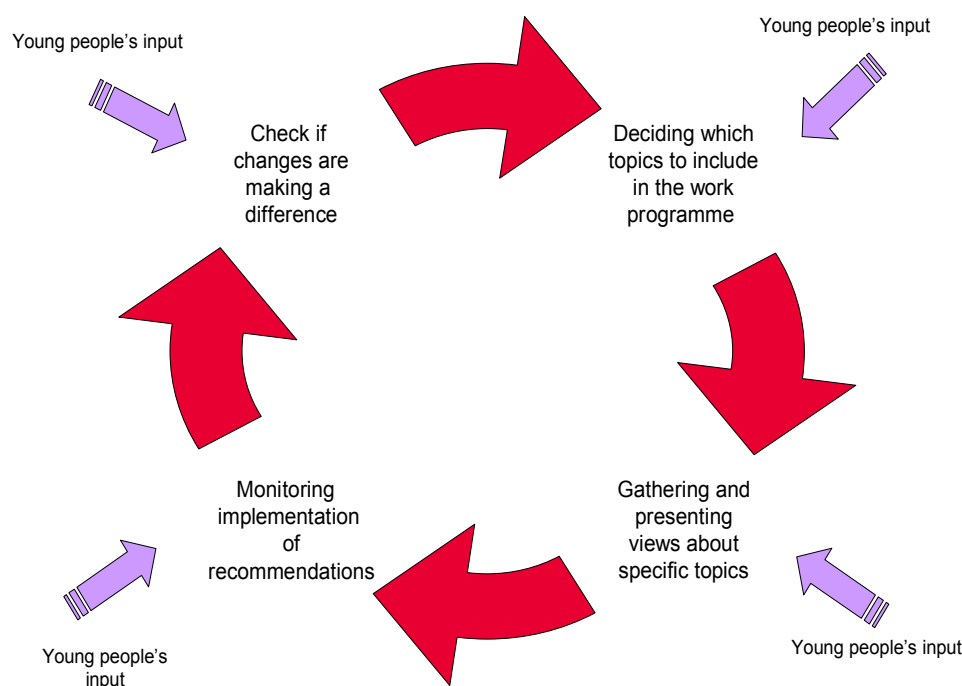 Young people's input
Young people's input
Check if
changes are
making a
difference
Deciding which
topics to include
in the work
programme
Monitoring
implementation
of
recommendations
Gathering and
presenting
views about
specific topics
Young people's
input
Young people's input